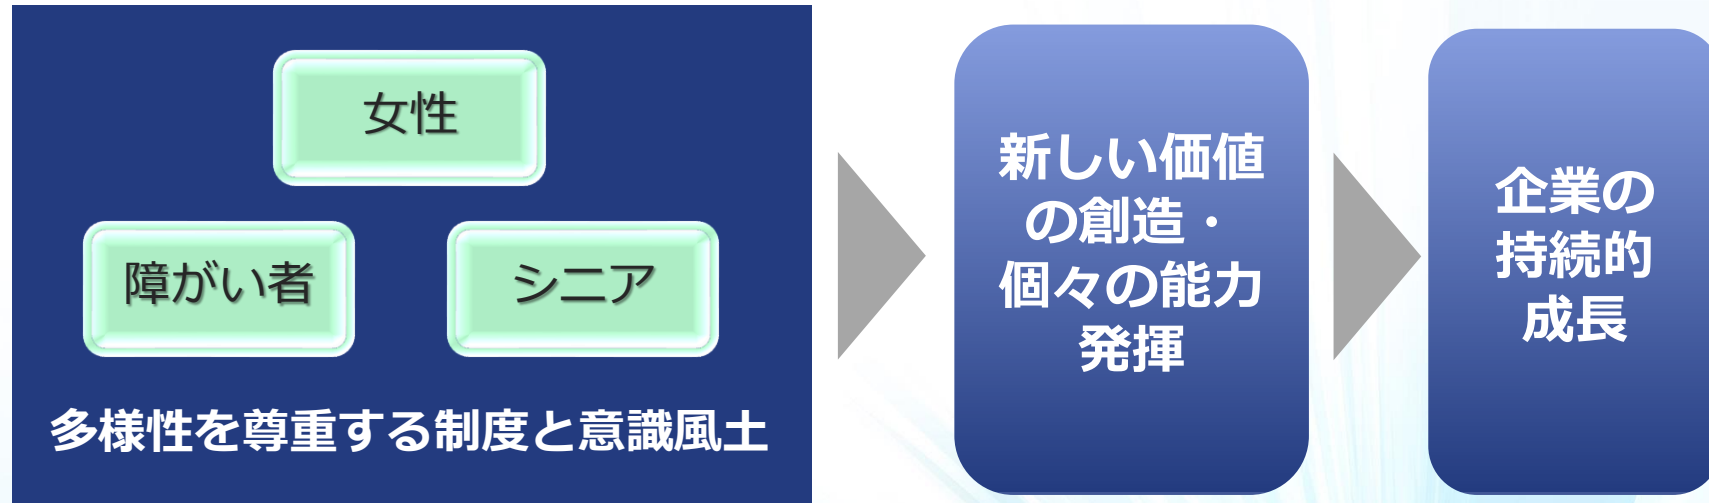 女性
障がい者
シニア
多様性を尊重する制度と意識風土
新しい価値
の創造・
個々の能力
発揮
企業の
持続的
成長